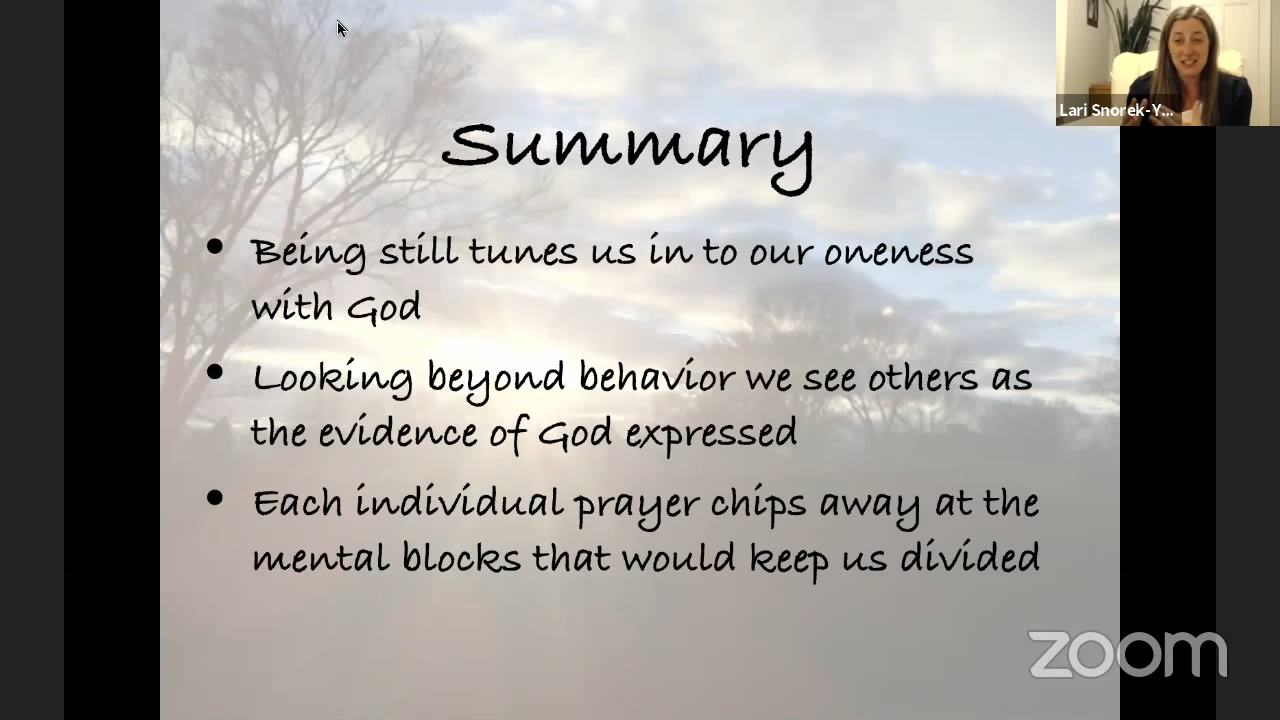 Lari Snorek-Y...
Summary
• Being still tunes us in to our oneness
with God
• Looking beyond behavior we see others as
the evidence of God expressed
• Each individual prayer chips away at the
mental blocks that would keep us divided
zoom